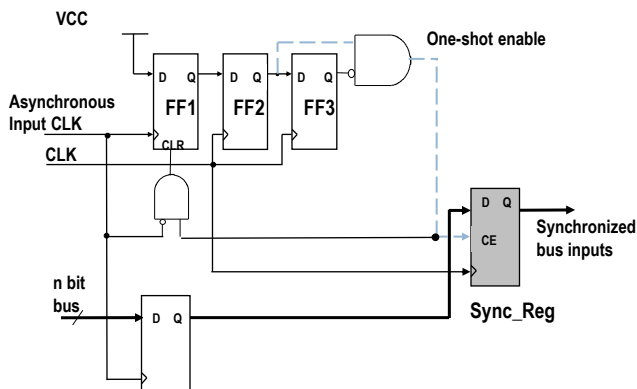 VCC
One-shot enable
D Q
FF1
CLR
D Q
FF2
D Q
FF3
Asynchronous
Input CLK
CLK
D Q
CE
Synchronized
bus inputs
Sync_Reg
n bit
bus
D Q